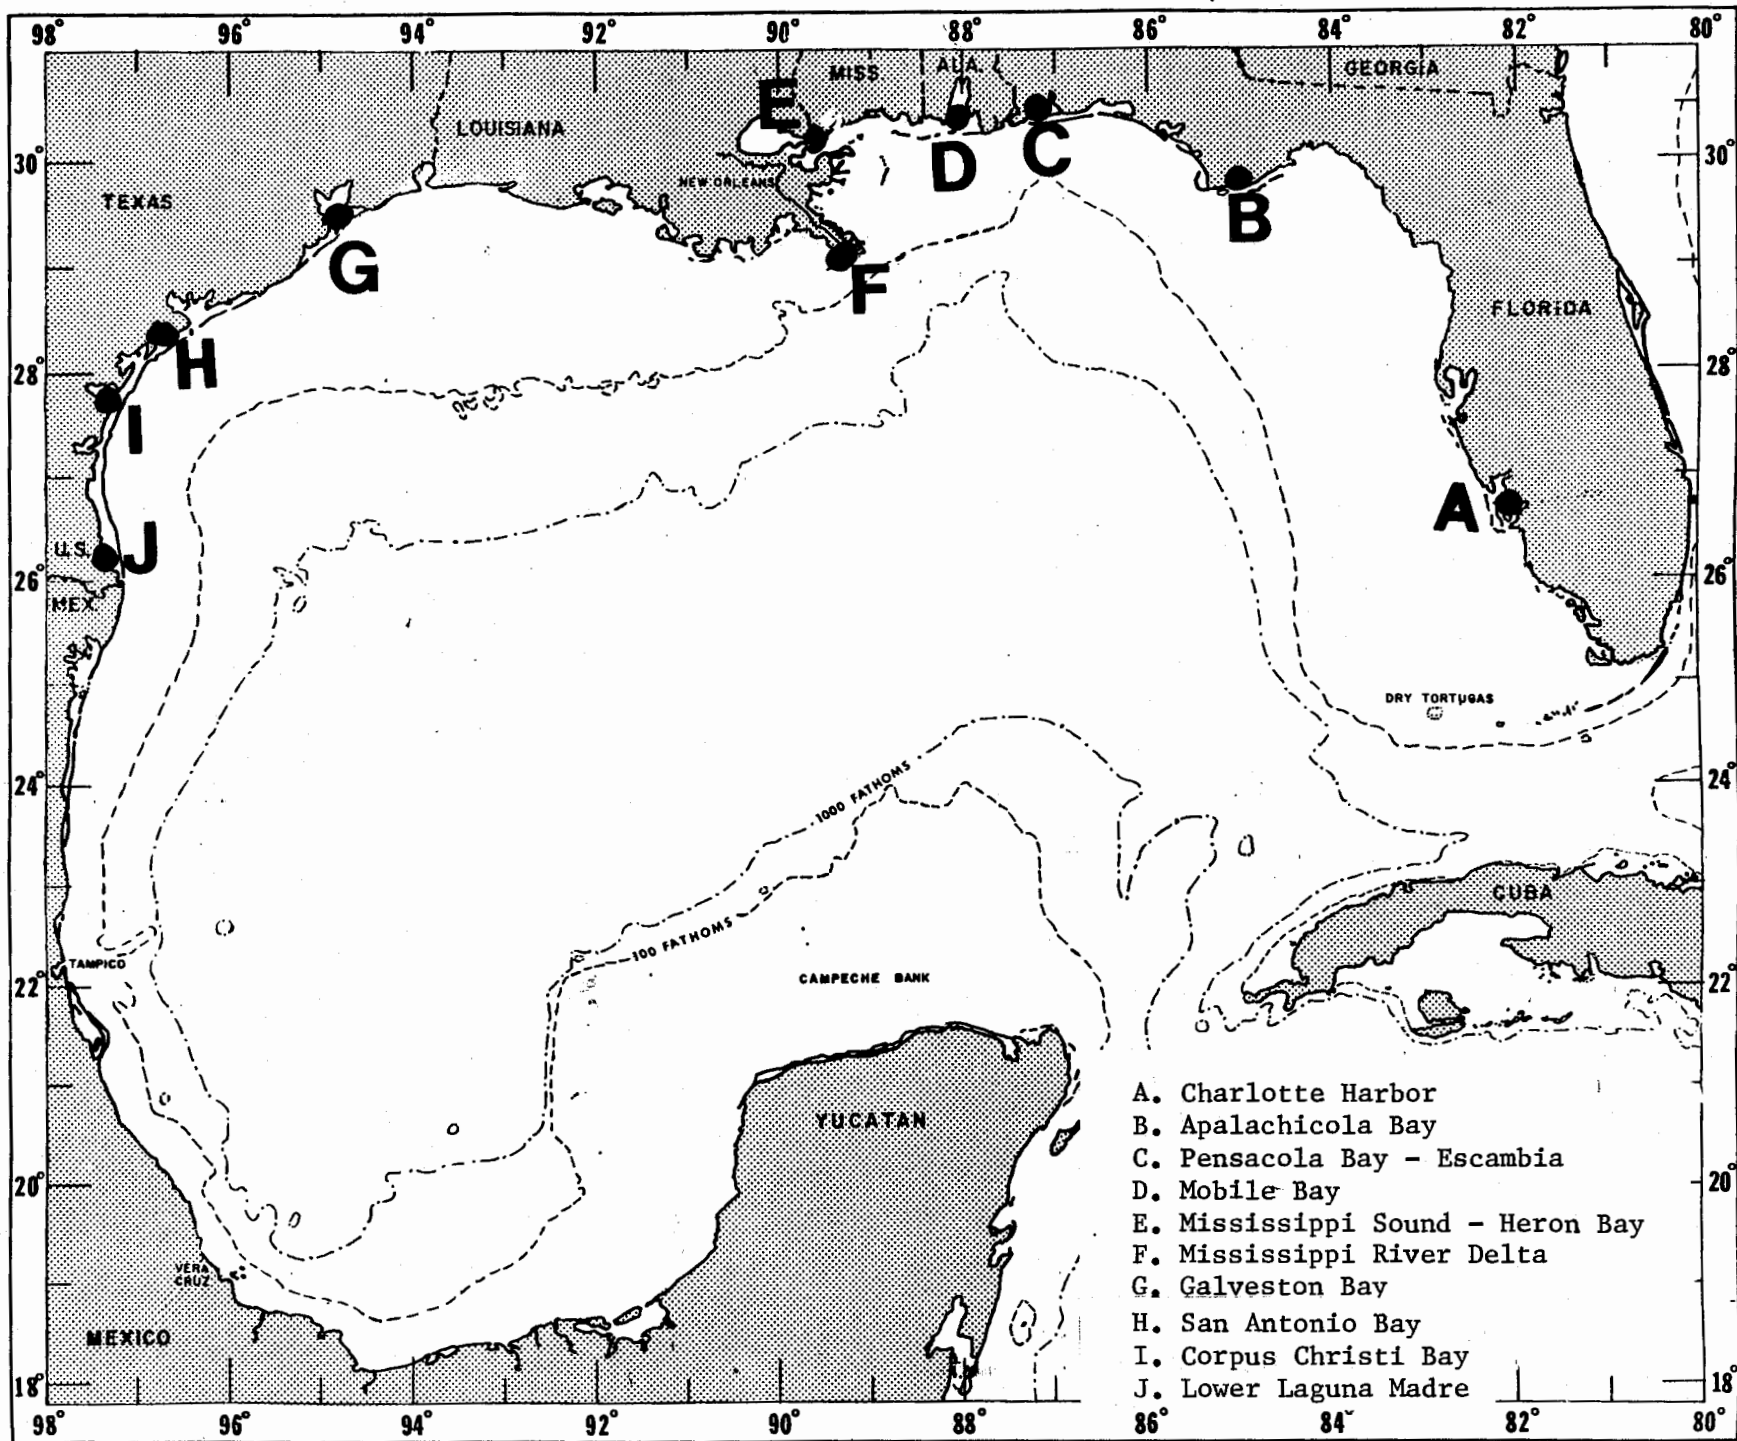 98° 96° 94° 92° 90° 88° 86° 84° 82° 80°
MISS. ALA. GEORGIA
E
LOUISIANA
C
D
30° 30°
NEW ORLEANS
TEXAS
B
G
F
FLORIDA
H
28° 28°
I
A
J
U.S.
26° 26°
MEX.
DRY TORTUGAS
24° 24°
1000 FATHOMS
CUBA
100 FATHOMS
TAMPICO
CAMPECHE BANK
22° 22°
YUCATAN
20° 20°
VERA
CRUZ
MEXICO
18° 18°
A. Charlotte Harbor
B. Apalachicola Bay
C. Pensacola Bay - Escambia
D. Mobile Bay
E. Mississippi Sound - Heron Bay
F. Mississippi River Delta
G. Galveston Bay
H. San Antonio Bay
I. Corpus Christi Bay
J. Lower Laguna Madre
98° 96° 94° 92° 90° 88° 86° 84° 82° 80°